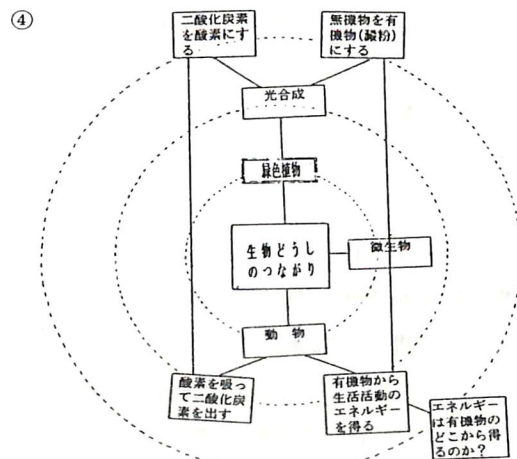 ④
二酸化炭素
を酸素にす
る
無機物を有
機物(澱粉)
にする
光合成
緑色植物
生物どうし
のつながり
微生物
動 物
酸素を吸っ
て二酸化炭
素を出す
有機物から
生活活動の
エネルギー
を得る
エネルギー
は有機物の
どこから得
るのか？